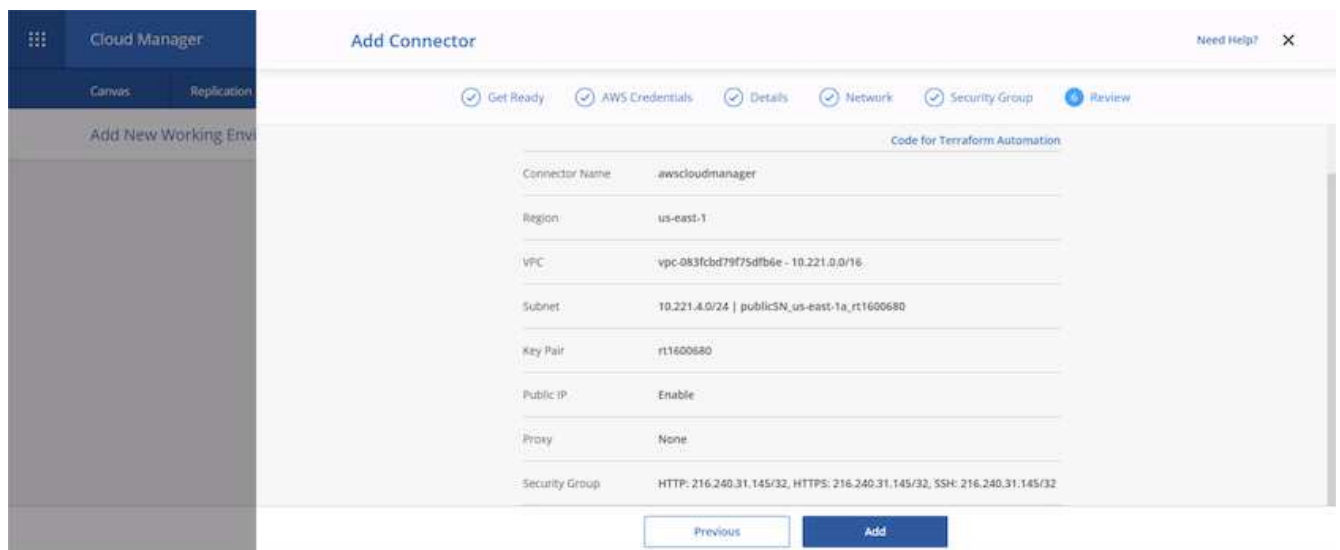 Cloud Manager
Add Connector
Need Help?
Canvas Replication
Get Ready AWS Credentials Details Network Security Group 6 Review
Add New Working Envi
Code for Terraform Automation
Connector Name awscloudmanager
Region us-east-1
VPC vpc-083fcbd79f75dfb6e - 10.221.0.0/16
Subnet 10.221.4.0/24 | publicSN_us-east-1a_rt1600680
Key Pair rt1600680
Public IP Enable
Proxy None
Security Group HTTP: 216.240.31.145/32, HTTPS: 216.240.31.145/32, SSH: 216.240.31.145/32
Previous Add